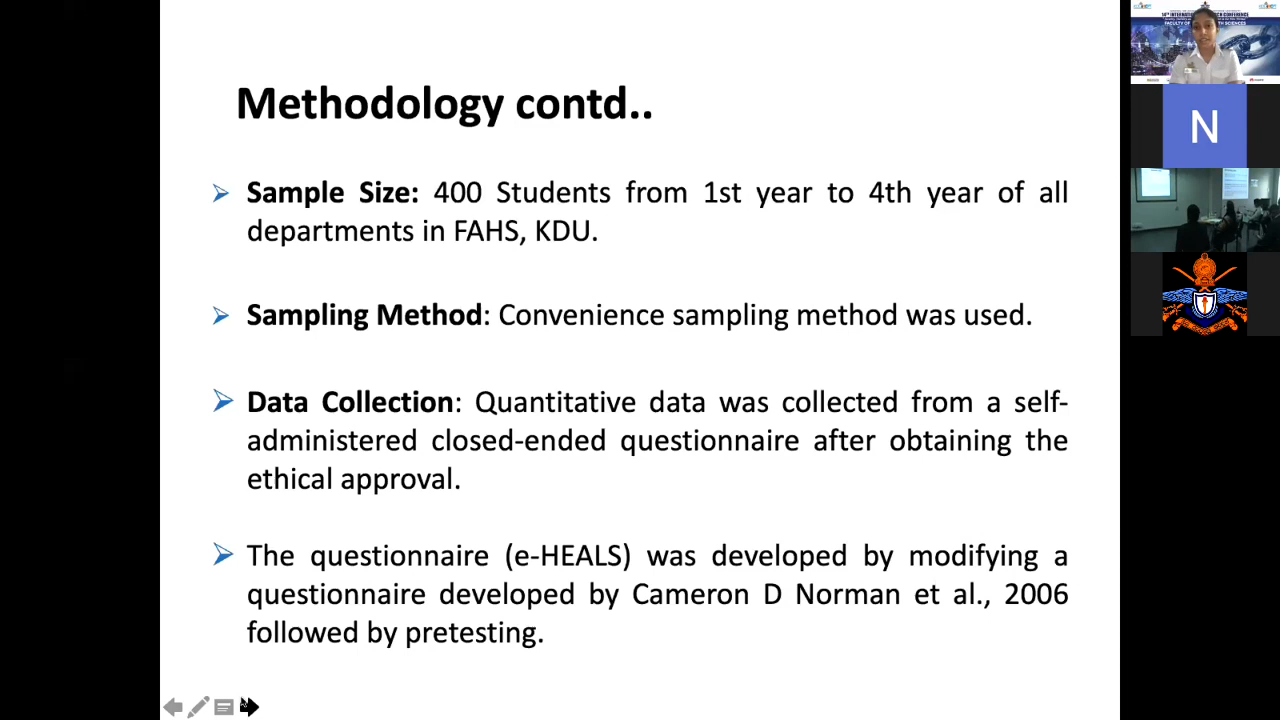 Methodology contd..
Sample Size: 400 Students from 1st year to 4th year of all
departments in FAHS, KDU.
Sampling Method: Convenience sampling method was used.
Data Collection: Quantitative data was collected from a self-
administered closed-ended questionnaire after obtaining the
ethical approval.
The questionnaire (e-HEALS) was developed by modifying a
questionnaire developed by Cameron D Norman et al., 2006
followed by pretesting.
N